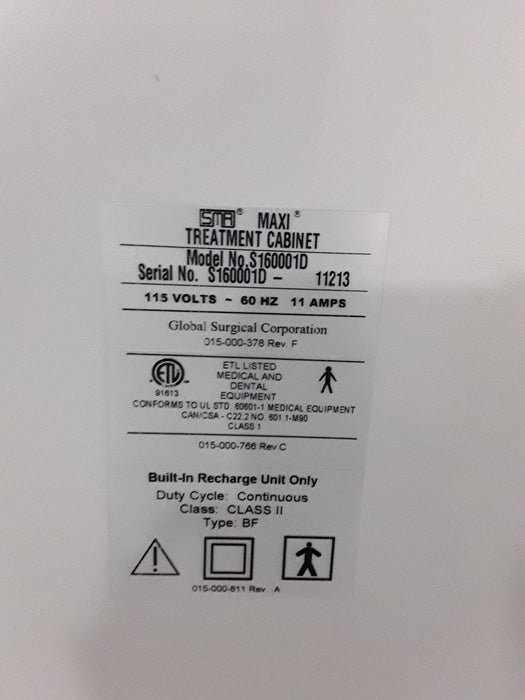 SMR® MAXI®
TREATMENT CABINET
Model No.S160001D
Serial No. S160001D - 11213
115 VOLTS ~ 60 HZ 11 AMPS
Global Surgical Corporation
015-000-378 Rev. F
ETL
91613
ETL LISTED
MEDICAL AND
DENTAL
EQUIPMENT
CONFORMS TO UL STD 60601-1 MEDICAL EQUIPMENT
CAN/CSA - C22.2 NO. 601.1-M90
CLASS 1
015-000-766 Rev C
Built-In Recharge Unit Only
Duty Cycle: Continuous
Class: CLASS II
Type: BF
015-000-811 Rev. A